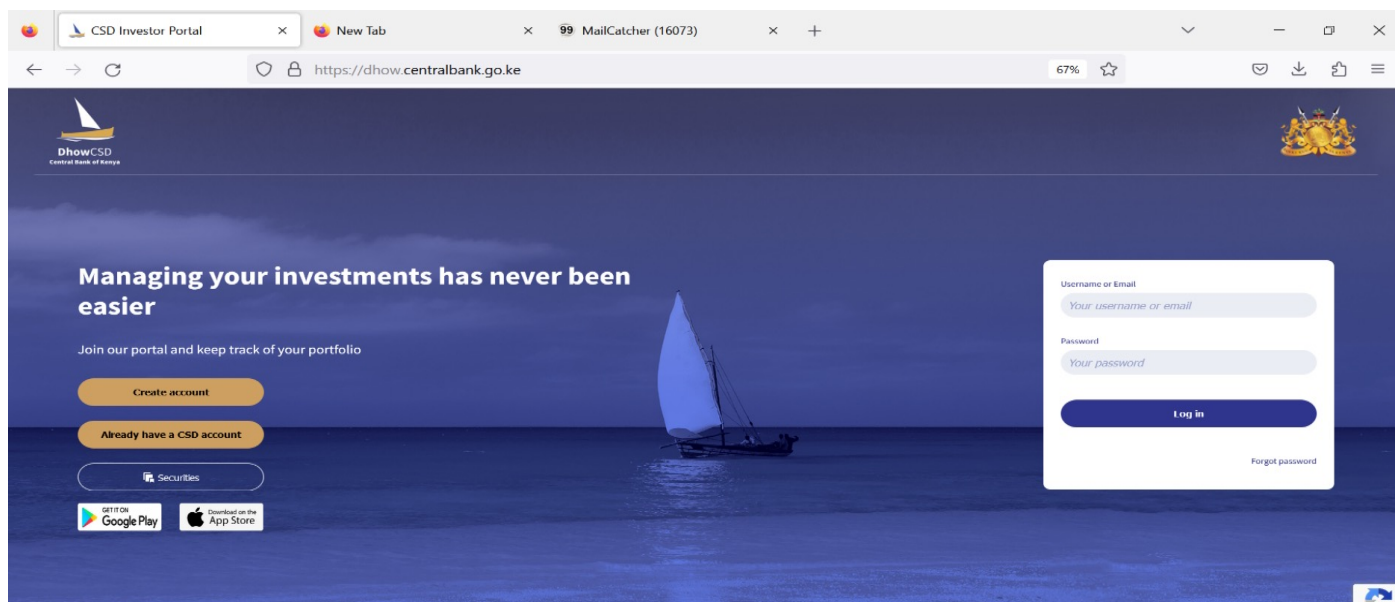 CSD Investor Portal
New Tab
99 MailCatcher (16073)
https://dhow.centralbank.go.ke
67%
DhowCSD
Central Bank of Kenya
Managing your investments has never been
easier
Join our portal and keep track of your portfolio
Create account
Already have a CSD account
Securities
GET IT ON
Google Play
Download on the
App Store
Username or Email
Your username or email
Password
Your password
Log in
Forgot password